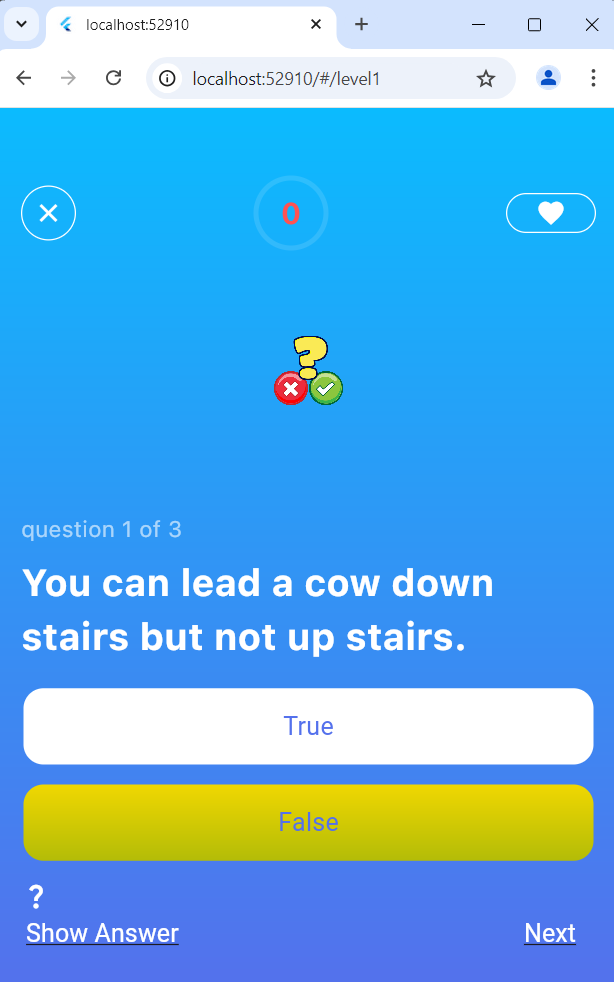 localhost:52910
localhost:52910/#/level1
0
?
question 1 of 3
You can lead a cow down
stairs but not up stairs.
True
False
?
Show Answer
Next